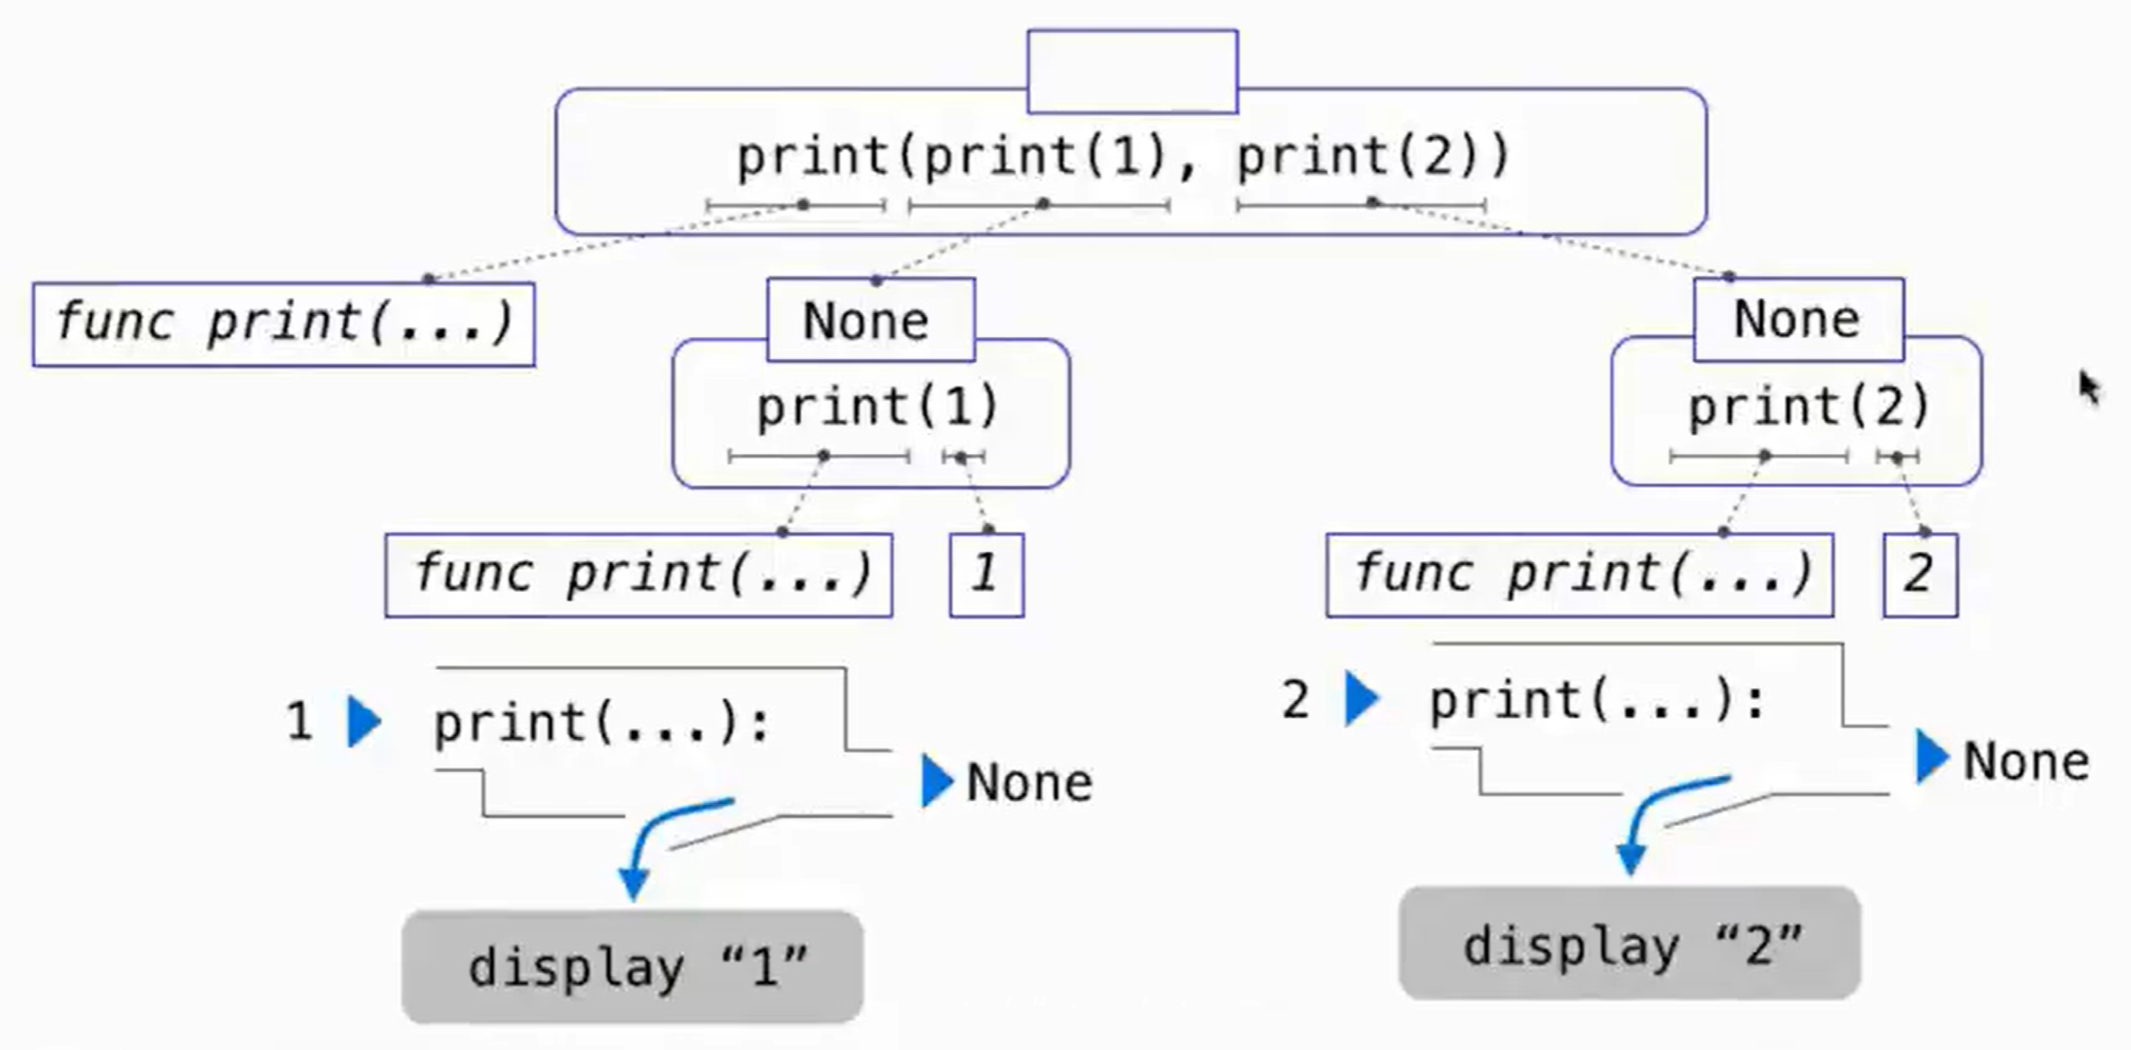 print(print(1), print(2))
func print(...)
None
None
print(1)
print(2)
func print(...)
1
func print(...)
2
1
print(...):
None
2
print(...):
None
display “1”
display “2”